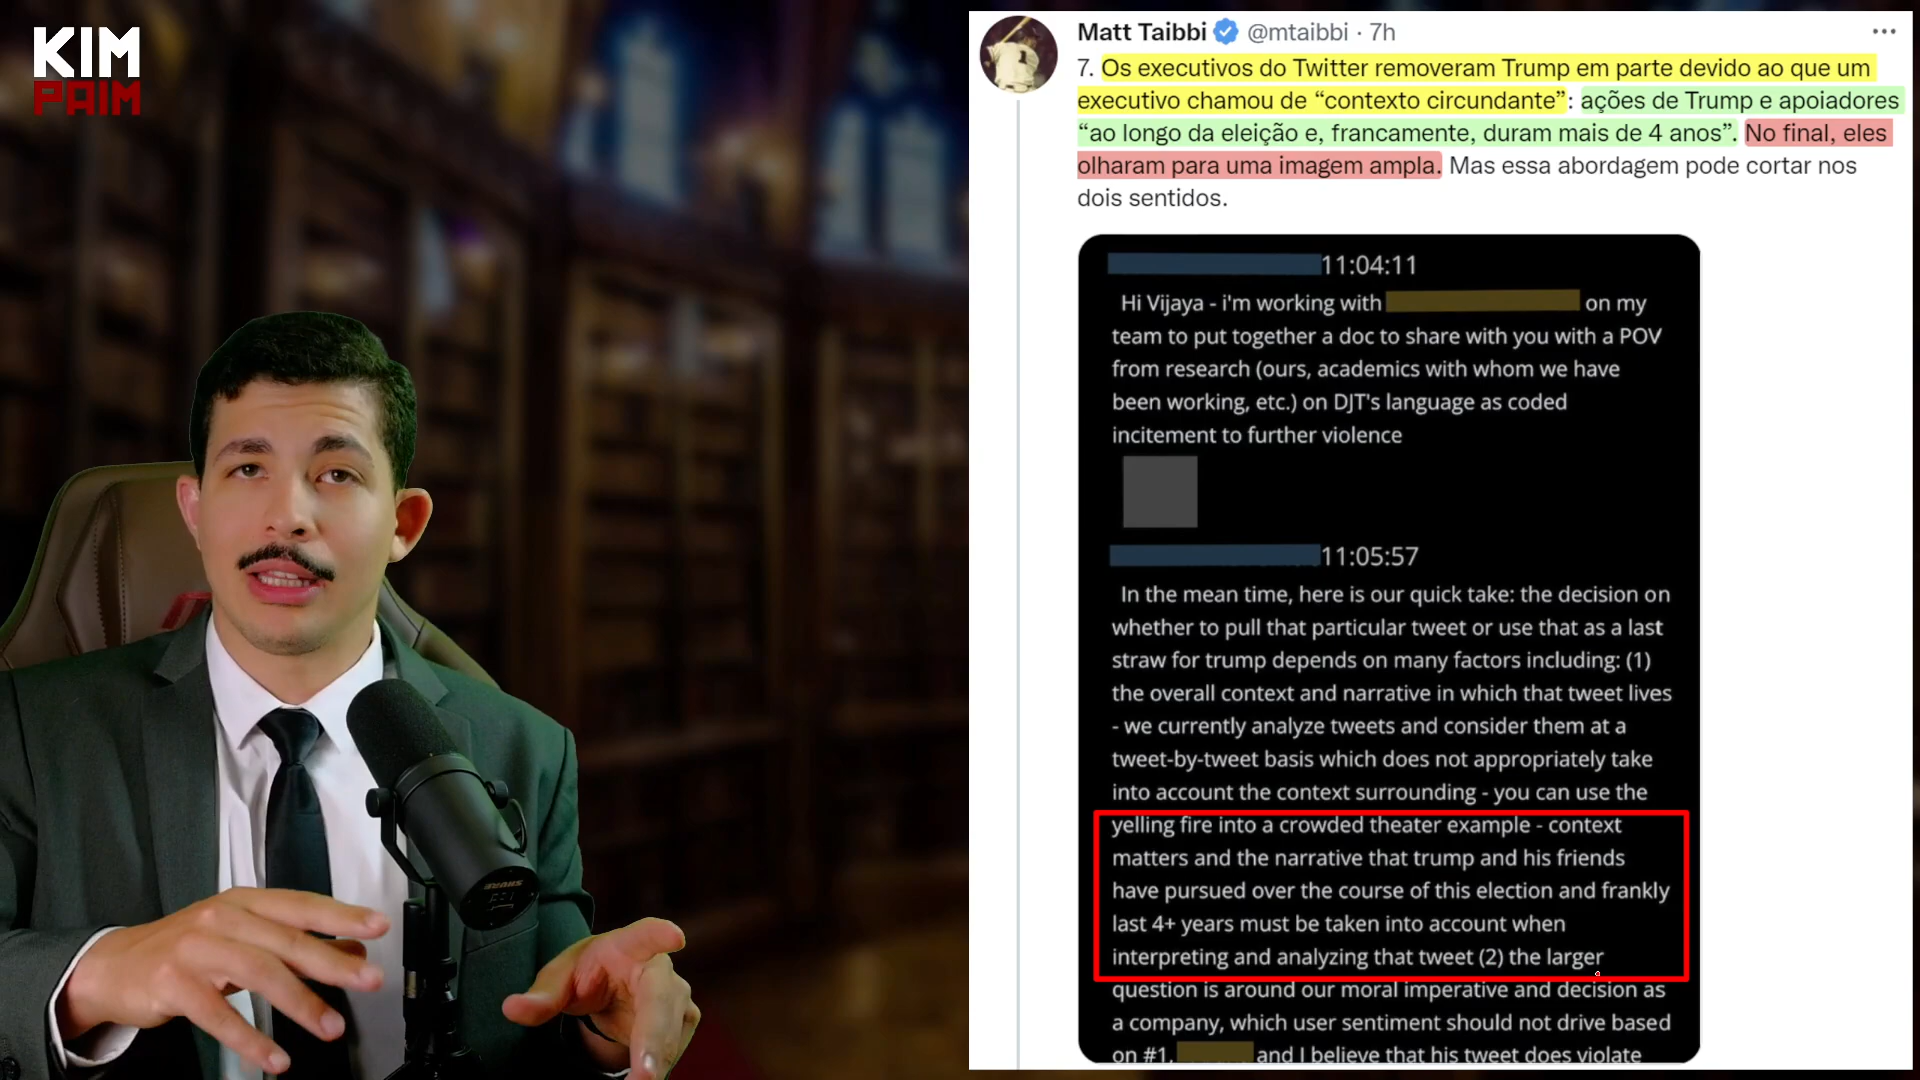 KIM
PAIM
Matt Taibbi @mtaibbi · 7h
7. Os executivos do Twitter removeram Trump em parte devido ao que um
executivo chamou de “contexto circundante”: ações de Trump e apoiadores
“ao longo da eleição e, francamente, duram mais de 4 anos”. No final, eles
olharam para uma imagem ampla. Mas essa abordagem pode cortar nos
dois sentidos.
11:04:11
Hi Vijaya - i'm working with on my
team to put together a doc to share with you with a POV
from research (ours, academics with whom we have
been working, etc.) on DJT's language as coded
incitement to further violence
11:05:57
In the mean time, here is our quick take: the decision on
whether to pull that particular tweet or use that as a last
straw for trump depends on many factors including: (1)
the overall context and narrative in which that tweet lives
- we currently analyze tweets and consider them at a
tweet-by-tweet basis which does not appropriately take
into account the context surrounding - you can use the
yelling fire into a crowded theater example - context
matters and the narrative that trump and his friends
have pursued over the course of this election and frankly
last 4+ years must be taken into account when
interpreting and analyzing that tweet (2) the larger
question is around our moral imperative and decision as
a company, which user sentiment should not drive based
on #1, and I believe that his tweet does violate
SHURE